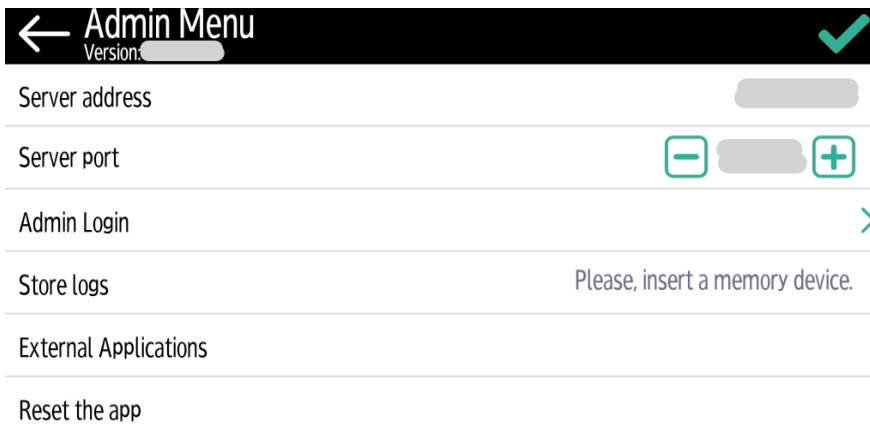 Admin Menu
Version:
Server address
Server port
Admin Login
Store logs
Please, insert a memory device.
External Applications
Reset the app